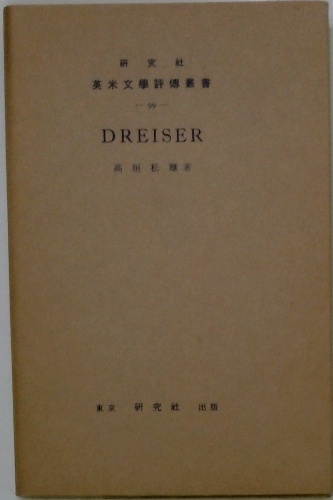 研究社
英米文學評傳叢書
— 99 —
DREISER
高垣松雄著
東京 研究社 出版